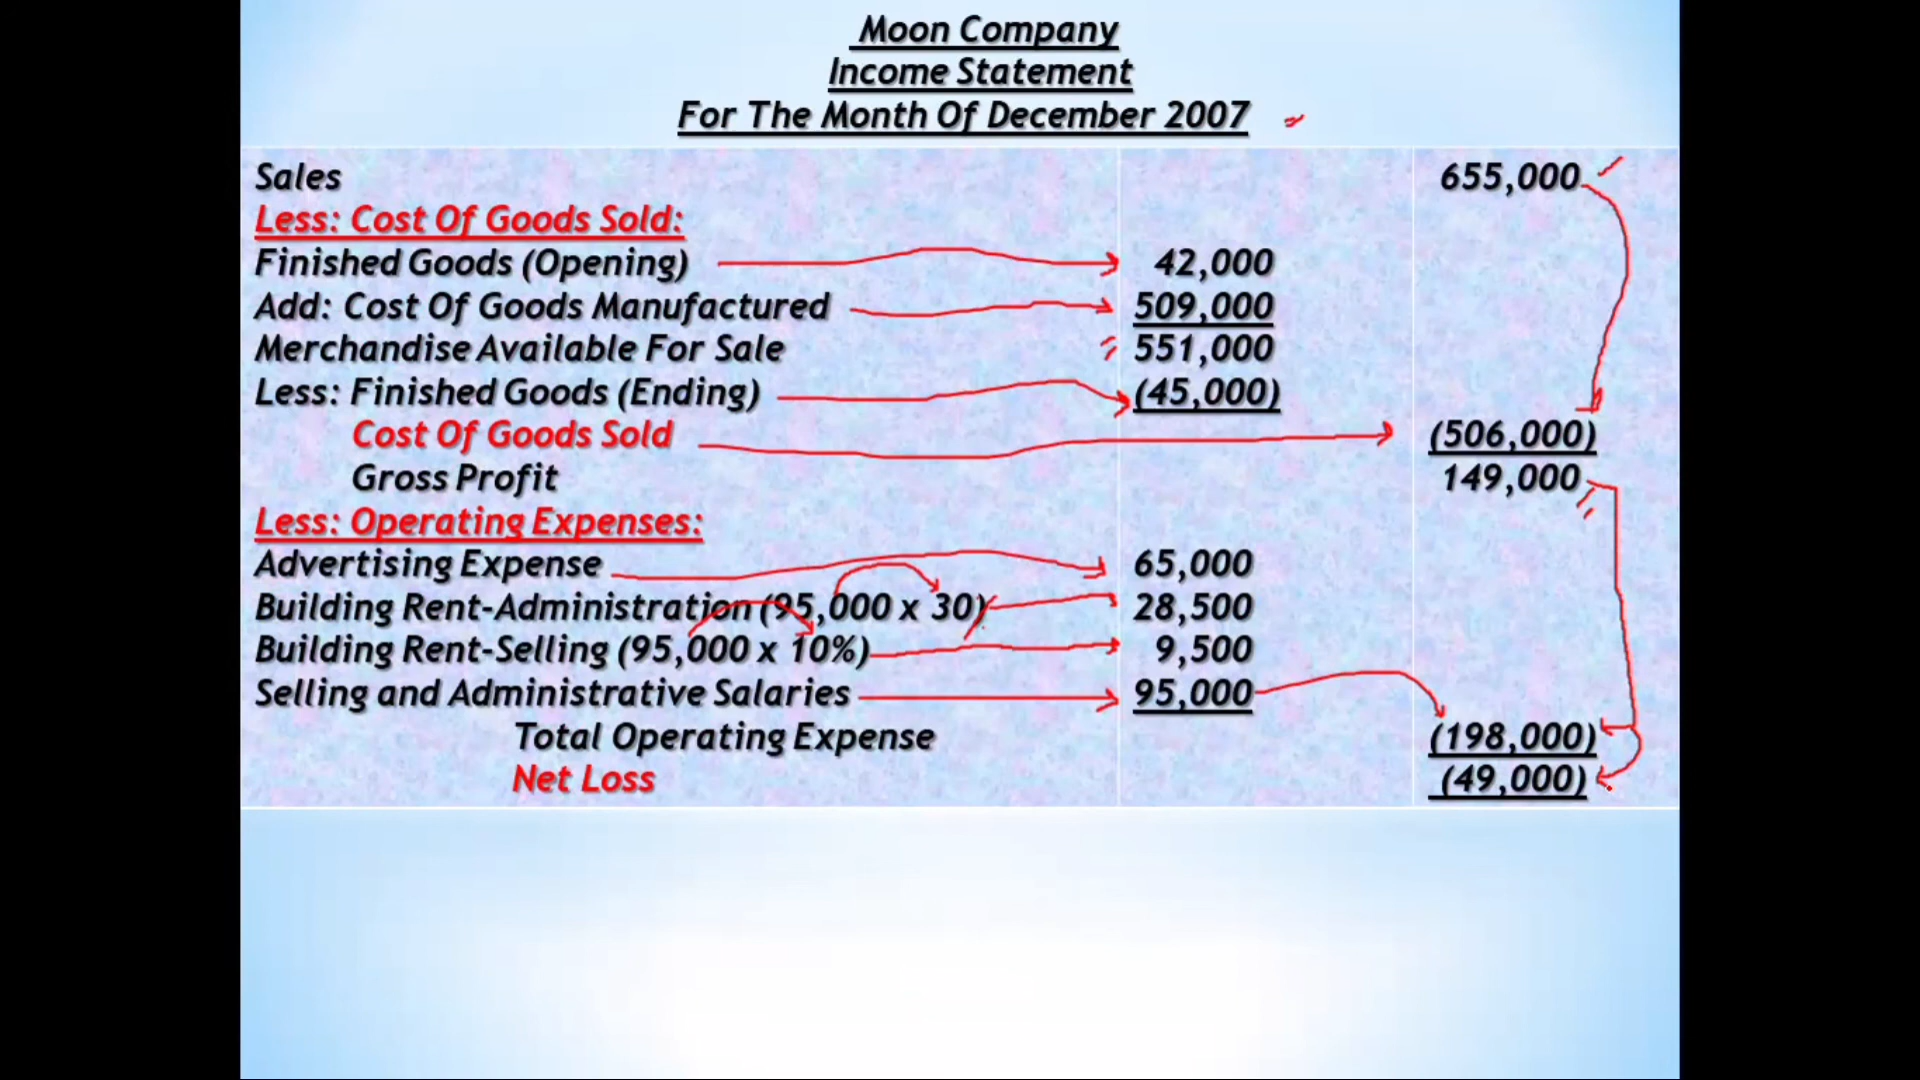 Moon Company
Income Statement
For The Month Of December 2007
Sales 655,000
Less: Cost Of Goods Sold:
Finished Goods (Opening) 42,000
Add: Cost Of Goods Manufactured 509,000
Merchandise Available For Sale 551,000
Less: Finished Goods (Ending) (45,000)
Cost Of Goods Sold (506,000)
Gross Profit 149,000
Less: Operating Expenses:
Advertising Expense 65,000
Building Rent-Administration (95,000 x 30) 28,500
Building Rent-Selling (95,000 x 10%) 9,500
Selling and Administrative Salaries 95,000
Total Operating Expense (198,000)
Net Loss (49,000)